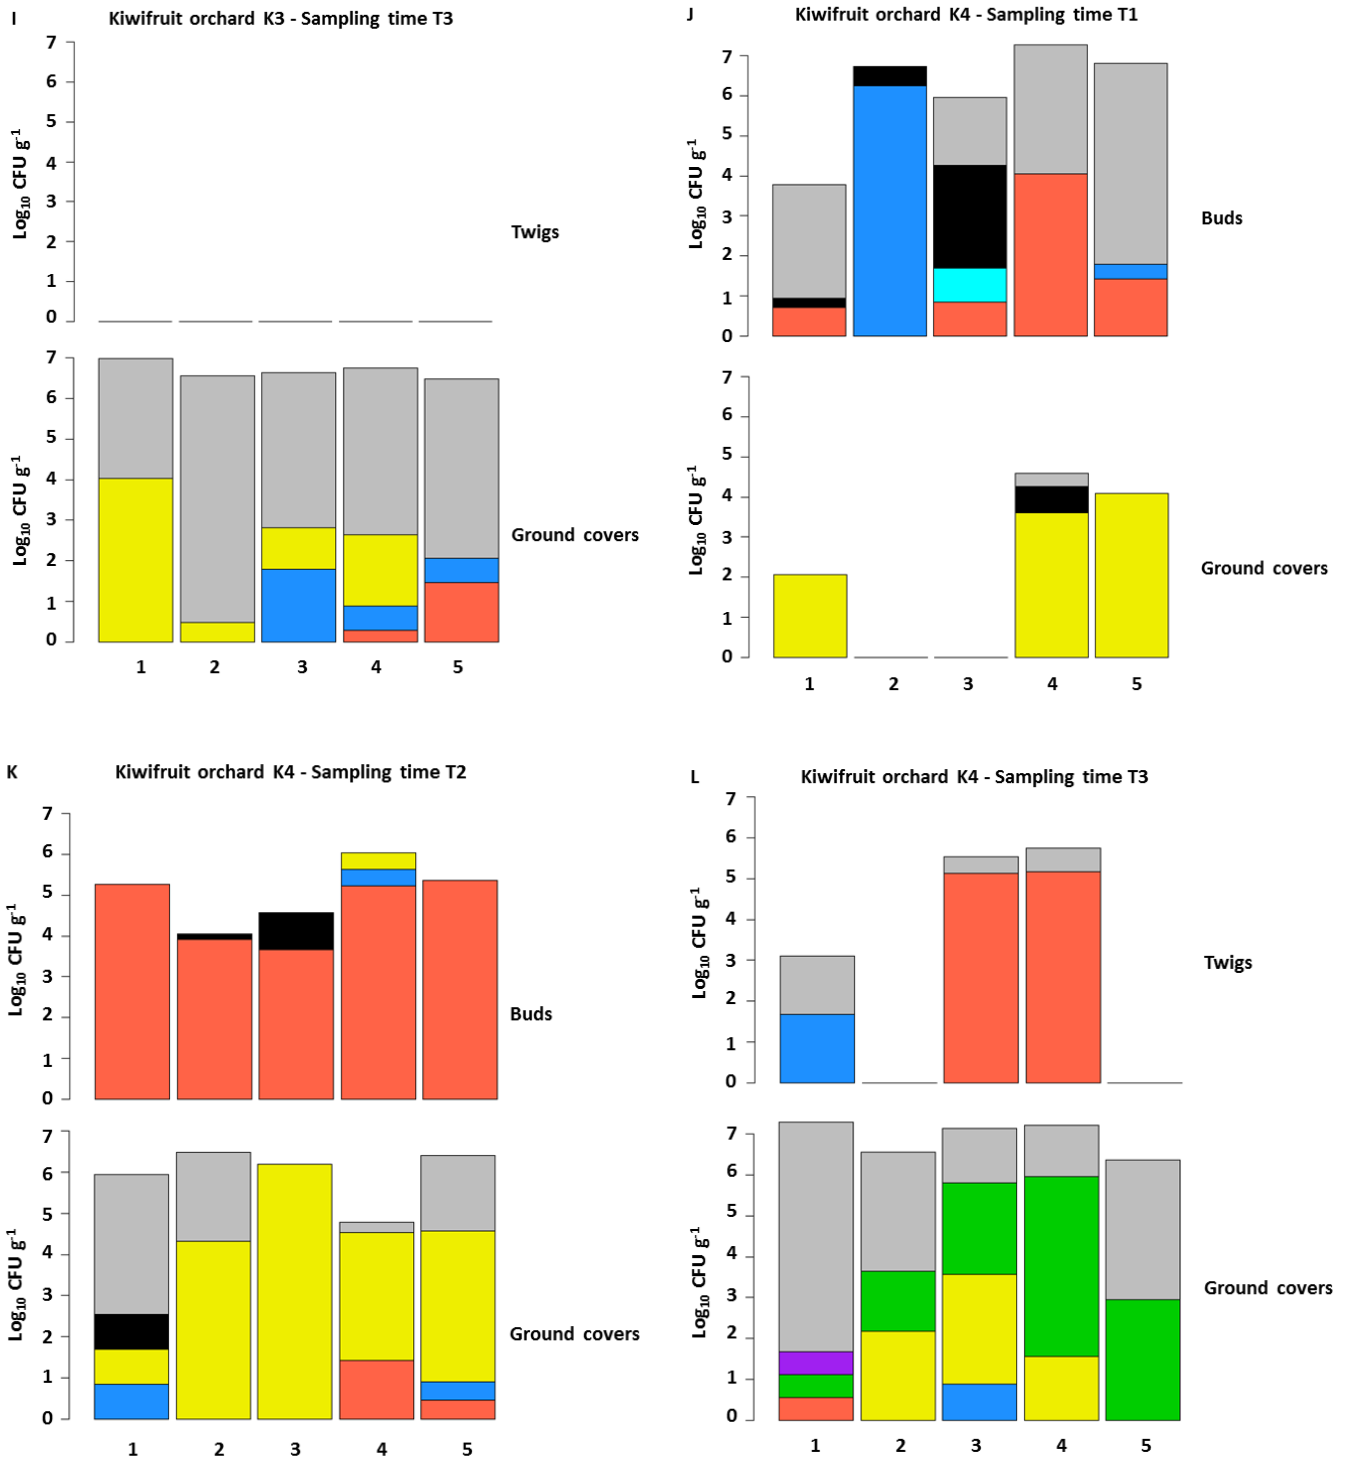 I
Kiwifruit orchard K3 - Sampling time T3
7
6
5
4
3
2
1
0
Log10 CFU g-1
Twigs
7
6
5
4
3
2
1
0
Log10 CFU g-1
Ground covers
1 2 3 4 5
J
Kiwifruit orchard K4 - Sampling time T1
7
6
5
4
3
2
1
0
Log10 CFU g-1
Buds
7
6
5
4
3
2
1
0
Log10 CFU g-1
Ground covers
1 2 3 4 5
K
Kiwifruit orchard K4 - Sampling time T2
7
6
5
4
3
2
1
0
Log10 CFU g-1
Buds
7
6
5
4
3
2
1
0
Log10 CFU g-1
Ground covers
1 2 3 4 5
L
Kiwifruit orchard K4 - Sampling time T3
7
6
5
4
3
2
1
0
Log10 CFU g-1
Twigs
7
6
5
4
3
2
1
0
Log10 CFU g-1
Ground covers
1 2 3 4 5